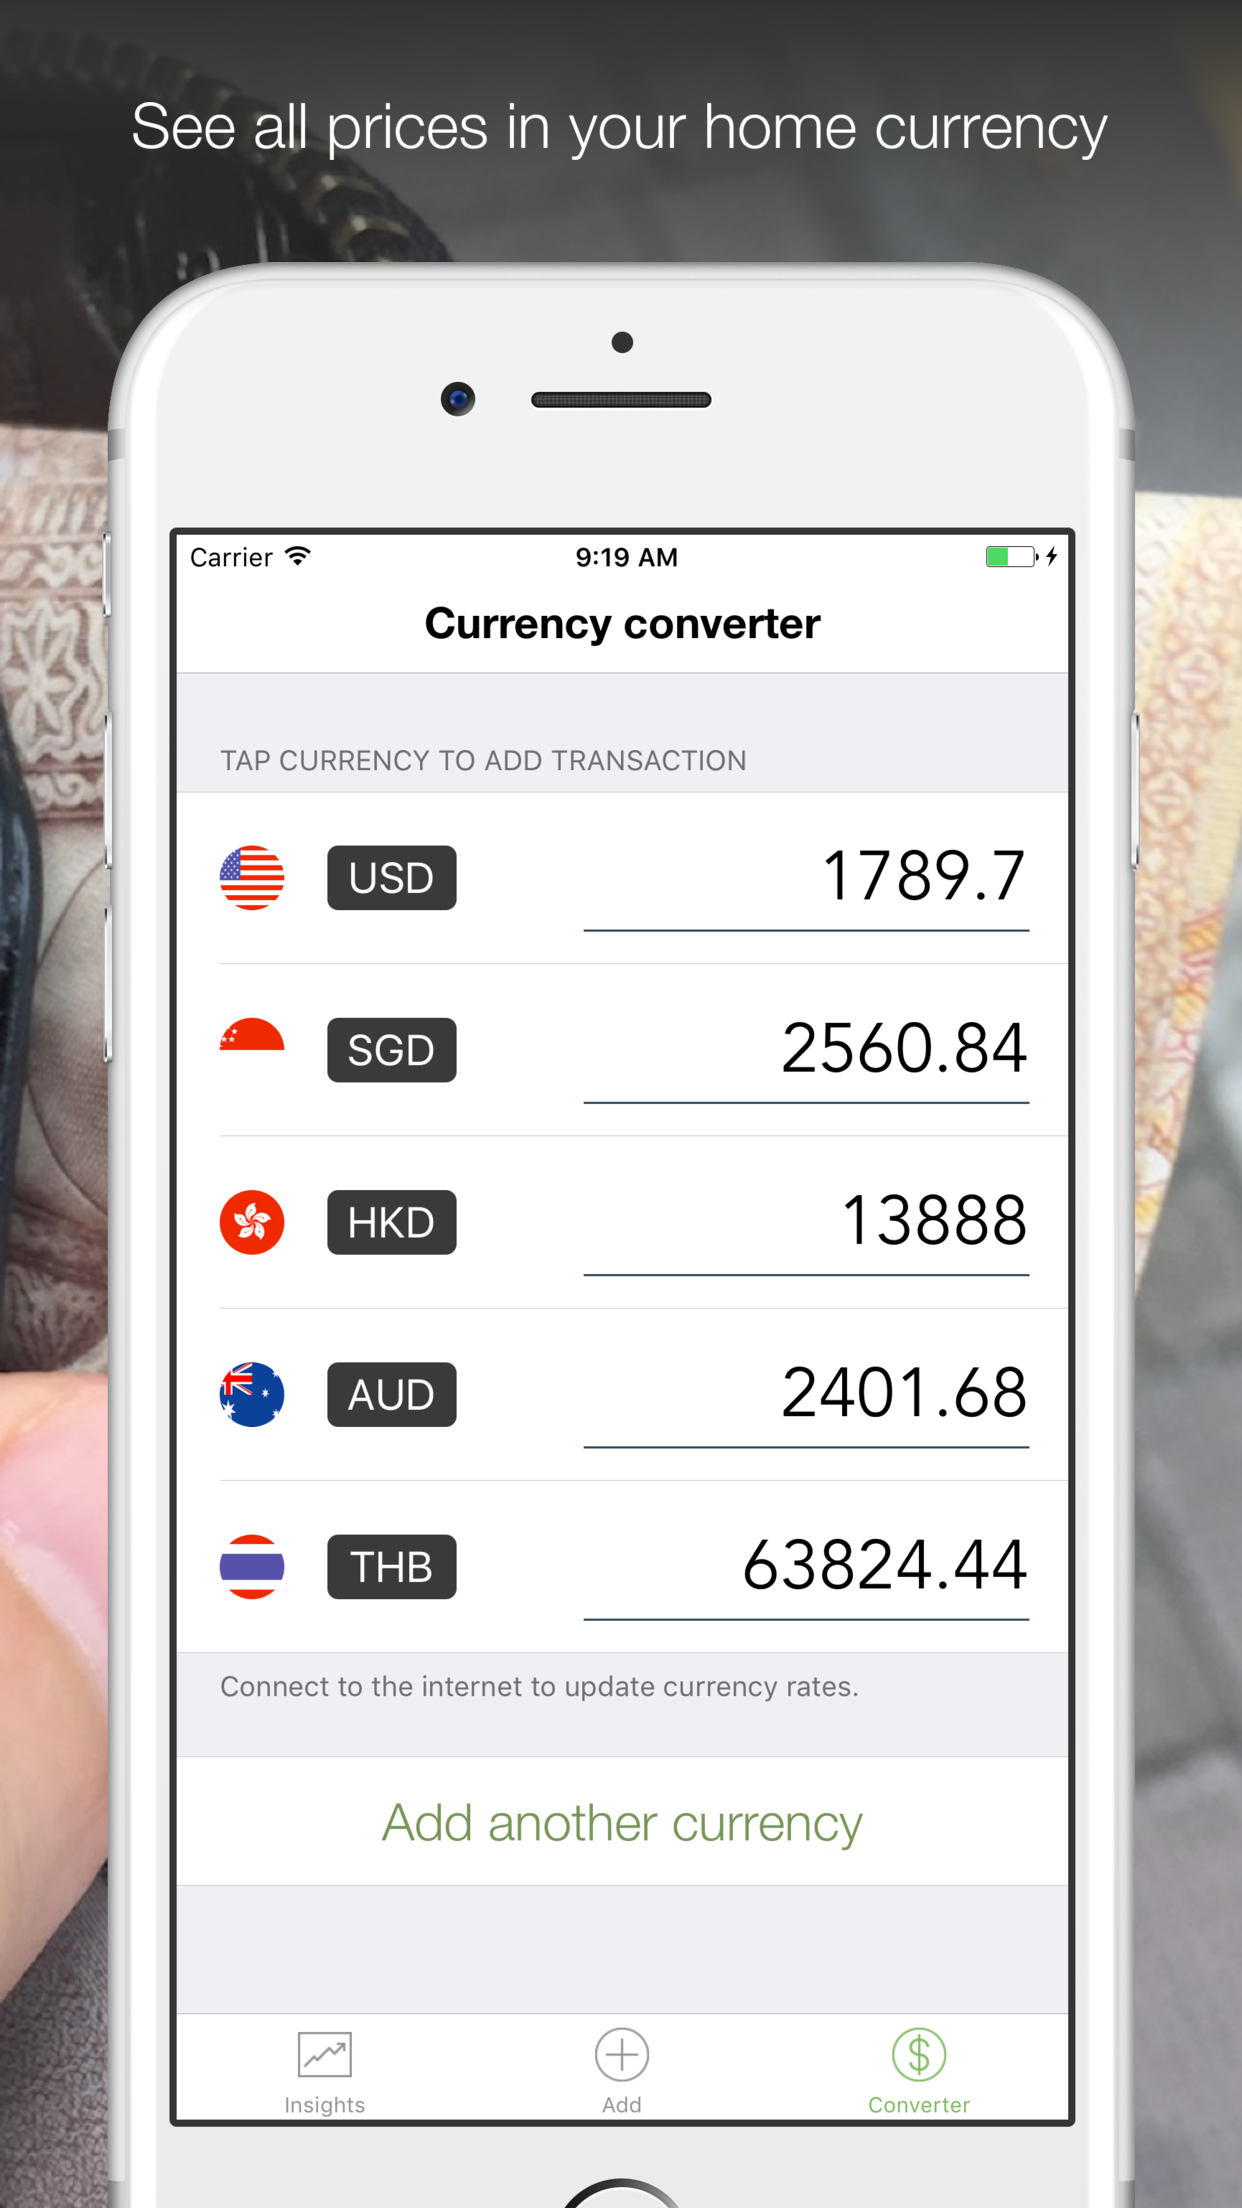 See all prices in your home currency
Carrier 9:19 AM
Currency converter
TAP CURRENCY TO ADD TRANSACTION
USD 1789.7
SGD 2560.84
HKD 13888
AUD 2401.68
THB 63824.44
Connect to the internet to update currency rates.
Add another currency
Insights Add Converter